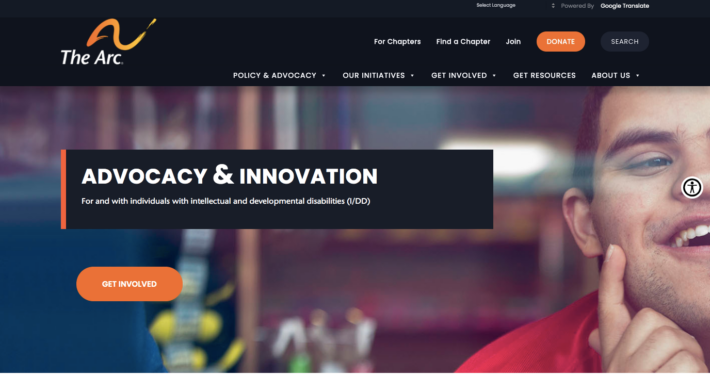 Select Language
Powered By Google Translate
The Arc.
For Chapters Find a Chapter Join DONATE SEARCH
POLICY & ADVOCACY OUR INITIATIVES GET INVOLVED GET RESOURCES ABOUT US
ADVOCACY & INNOVATION
For and with individuals with intellectual and developmental disabilities (I/DD)
GET INVOLVED